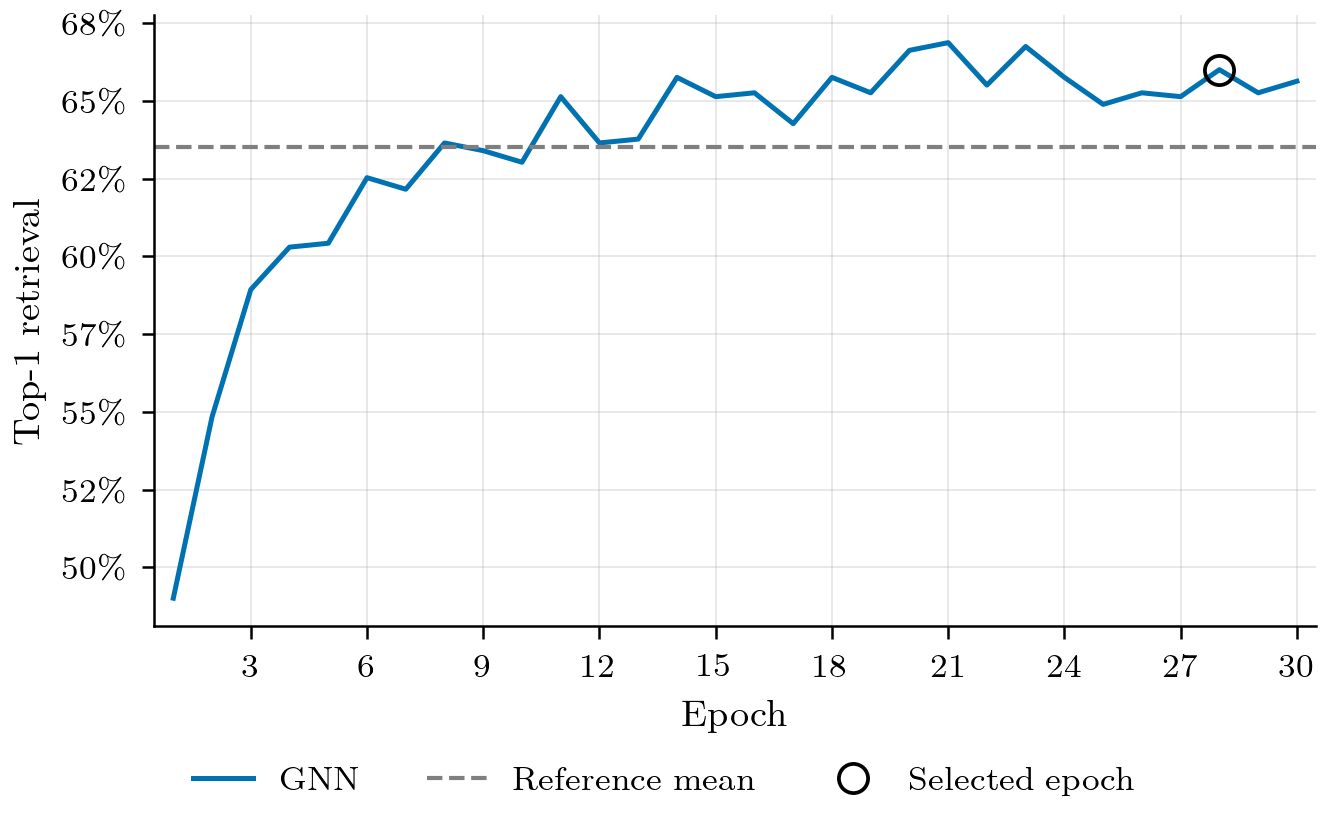 68%
65%
62%
60%
57%
55%
52%
50%
Top-1 retrieval
3 6 9 12 15 18 21 24 27 30
Epoch
GNN Reference mean Selected epoch